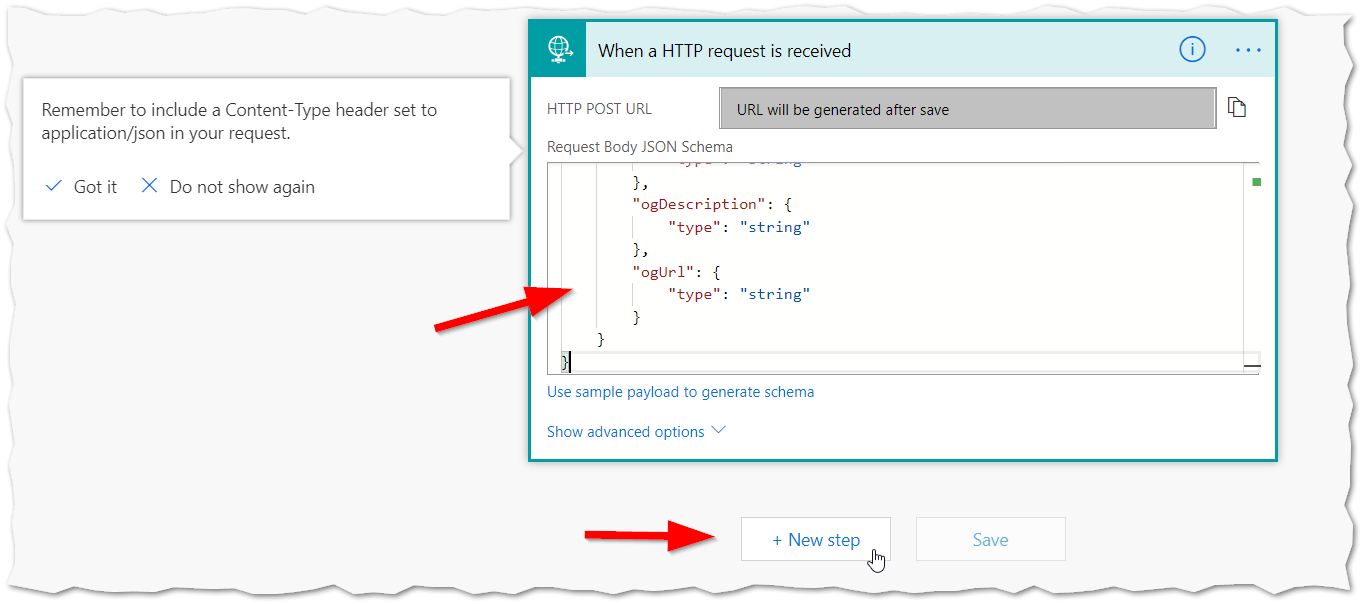 When a HTTP request is received
Remember to include a Content-Type header set to
application/json in your request.
Got it
Do not show again
HTTP POST URL
URL will be generated after save
Request Body JSON Schema
},
"ogDescription": {
"type": "string"
},
"ogUrl": {
"type": "string"
}
}
}
Use sample payload to generate schema
Show advanced options
+ New step
Save